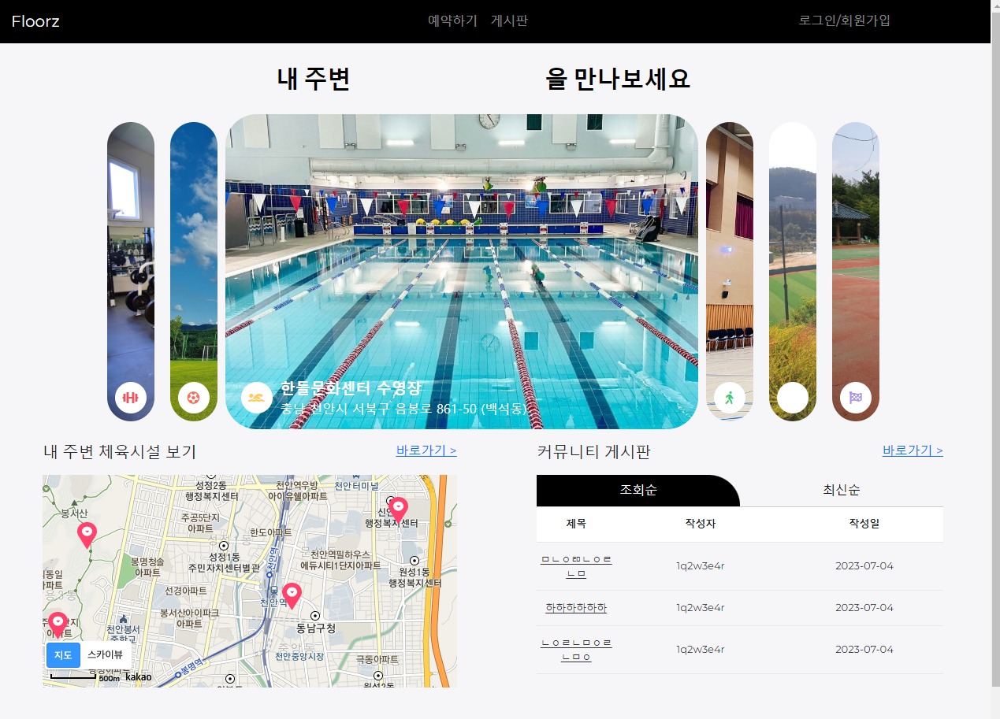 Floorz
예약하기 게시판
로그인/회원가입
내 주변 을 만나보세요
한들문화센터 수영장
충남 천안시 서북구 음봉로 861-50 (백석동)
내 주변 체육시설 보기
바로가기 >
성정2동
행정복지센터
천안역우방
아이유쉘아파트
천안터미널
봉서산
주공5단지
아파트
한도아파트
행정복지센터
성정1동
주민자치센터별관
천안역
천안역필하우스
에듀시티1단지아파트
원성1동
행정복지센터
봉명청솔
아파트
선경아파트
천안역
봉서산아이파크
아파트
동남구청
천안봉서
중학교
천안중앙시장
극동아파트
봉명역
지도 스카이뷰
500m kakao
커뮤니티 게시판
바로가기 >
조회순 최신순
제목 작성자 작성일
ㅁㄴㅇㄻㄴㅇㄹ
ㄴㅁ
1q2w3e4r 2023-07-04
하하하하하하 1q2w3e4r 2023-07-04
ㄴㅇㄹㄴㅁㅇㄹ
ㄴㅁㅇ
1q2w3e4r 2023-07-04